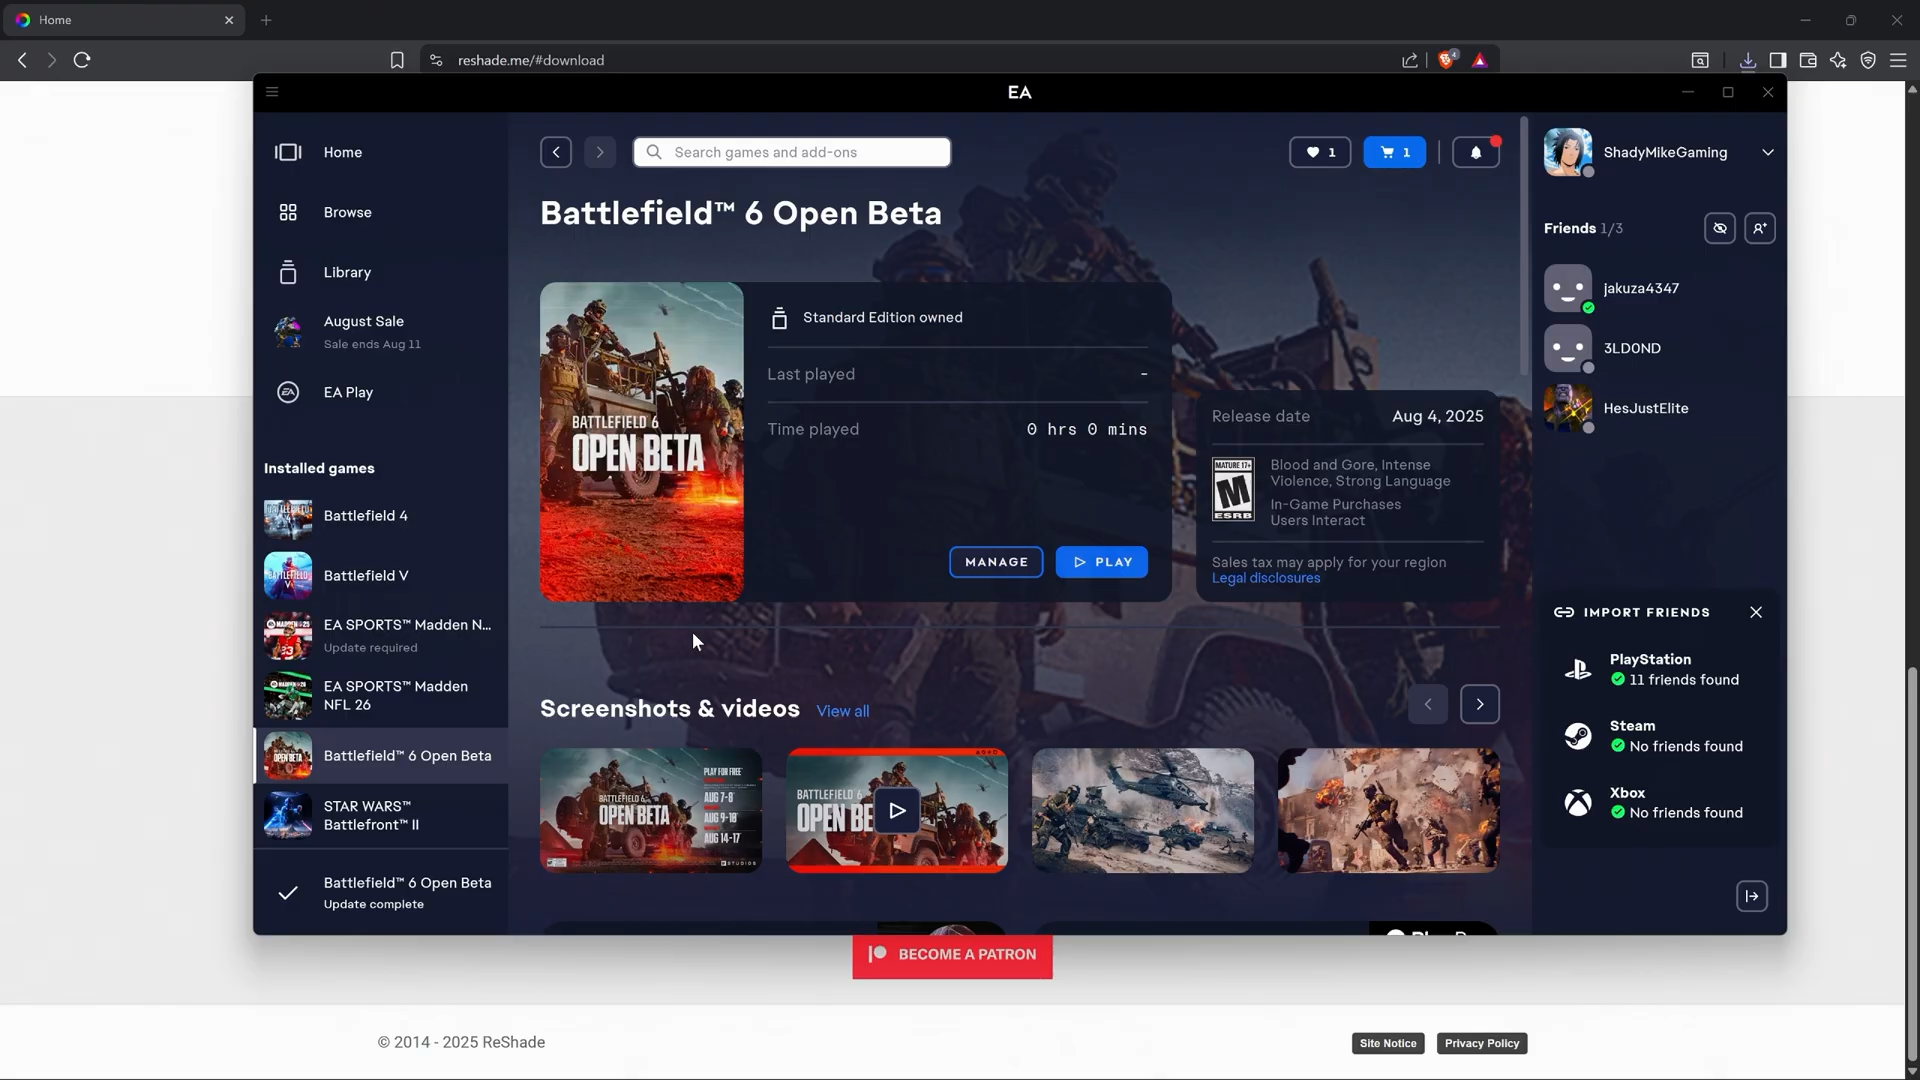 Home
reshade.me/#download
4
EA
Home
Browse
Library
August Sale
Sale ends Aug 11
EA Play
Installed games
Battlefield 4
Battlefield V
EA SPORTS™ Madden N...
Update required
EA SPORTS™ Madden
NFL 26
Battlefield™ 6 Open Beta
STAR WARS™
Battlefront™ II
Battlefield™ 6 Open Beta
Update complete
Search games and add-ons
1
1
Battlefield™ 6 Open Beta
BATTLEFIELD 6
OPEN BETA
Standard Edition owned
Last played
-
Time played
0 hrs 0 mins
MANAGE
PLAY
Release date
Aug 4, 2025
MATURE 17+
M
ESRB
Blood and Gore, Intense
Violence, Strong Language
In-Game Purchases
Users Interact
Sales tax may apply for your region
Legal disclosures
Screenshots & videos
View all
BATTLEFIELD 6
OPEN BETA
PLAY FOR FREE
AUG 7-8
AUG 9-10
AUG 14-17
BATTLEFIELD 6
OPEN BE
ShadyMikeGaming
Friends 1/3
jakuza4347
3LD0ND
HesJustElite
IMPORT FRIENDS
PlayStation
11 friends found
Steam
No friends found
Xbox
No friends found
BECOME A PATRON
© 2014 - 2025 ReShade
Site Notice
Privacy Policy